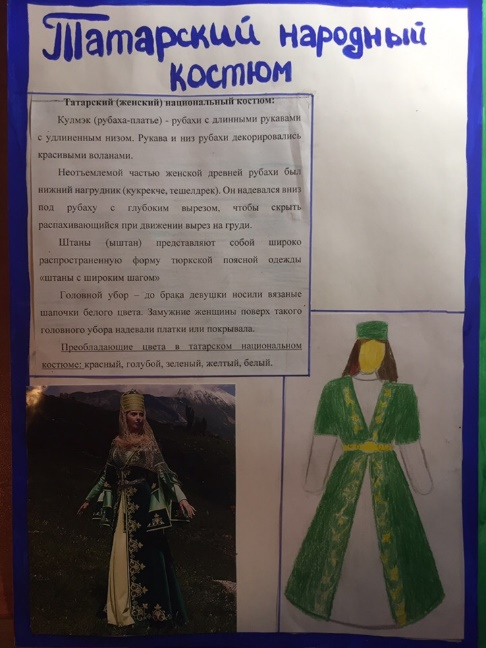 Татарский народный
костюм
Татарский (женский) национальный костюм:
Кулмэк (рубаха-платье) - рубахи с длинными рукавами
с удлиненным низом. Рукава и низ рубахи декорировались
красивыми воланами.
Неотъемлемой частью женской древней рубахи был
нижний нагрудник (кукрекче, тешелдрек). Он надевался вниз
под рубаху с глубоким вырезом, чтобы скрыть
распахивающийся при движении вырез на груди.
Штаны (ыштан) представляют собой широко
распространенную форму тюркской поясной одежды
«штаны с широким шагом»
Головной убор – до брака девушки носили вязаные
шапочки белого цвета. Замужние женщины поверх такого
головного убора надевали платки или покрывала.
Преобладающие цвета в татарском национальном
костюме: красный, голубой, зеленый, желтый, белый.